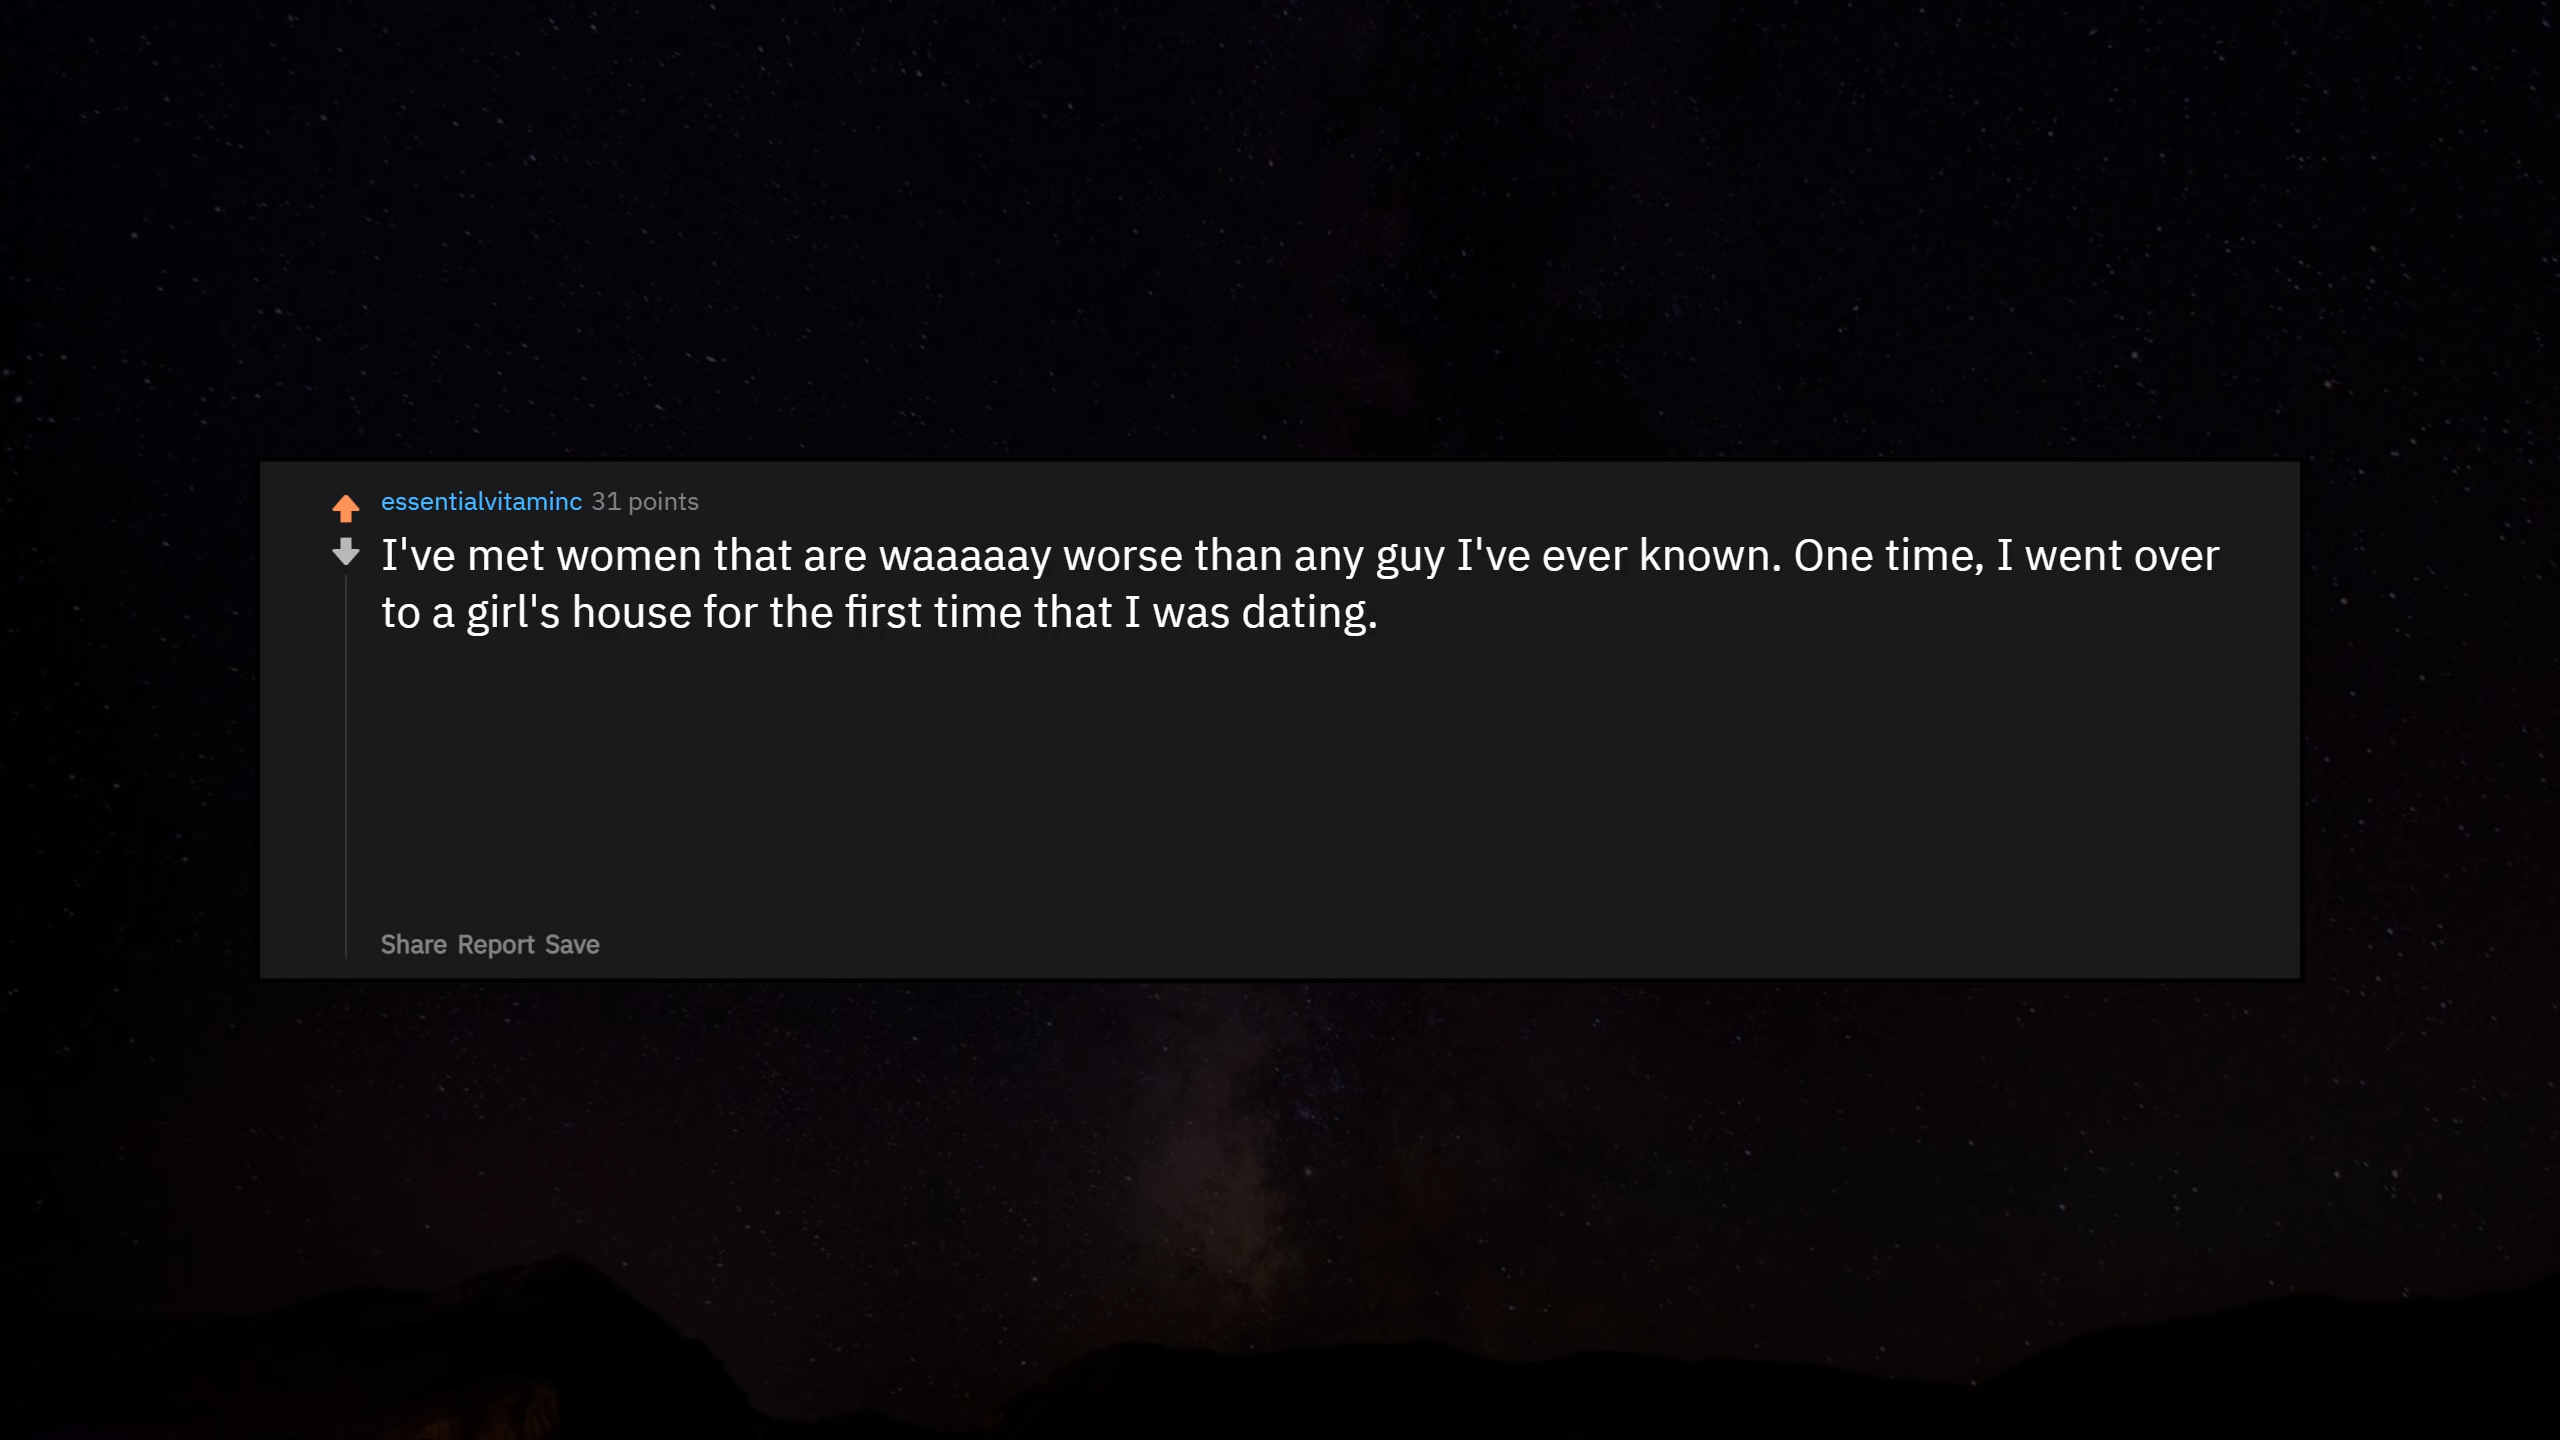 essentialvitaminc 31 points
I've met women that are waaaaay worse than any guy I've ever known. One time, I went over
to a girl's house for the first time that I was dating.
Share Report Save